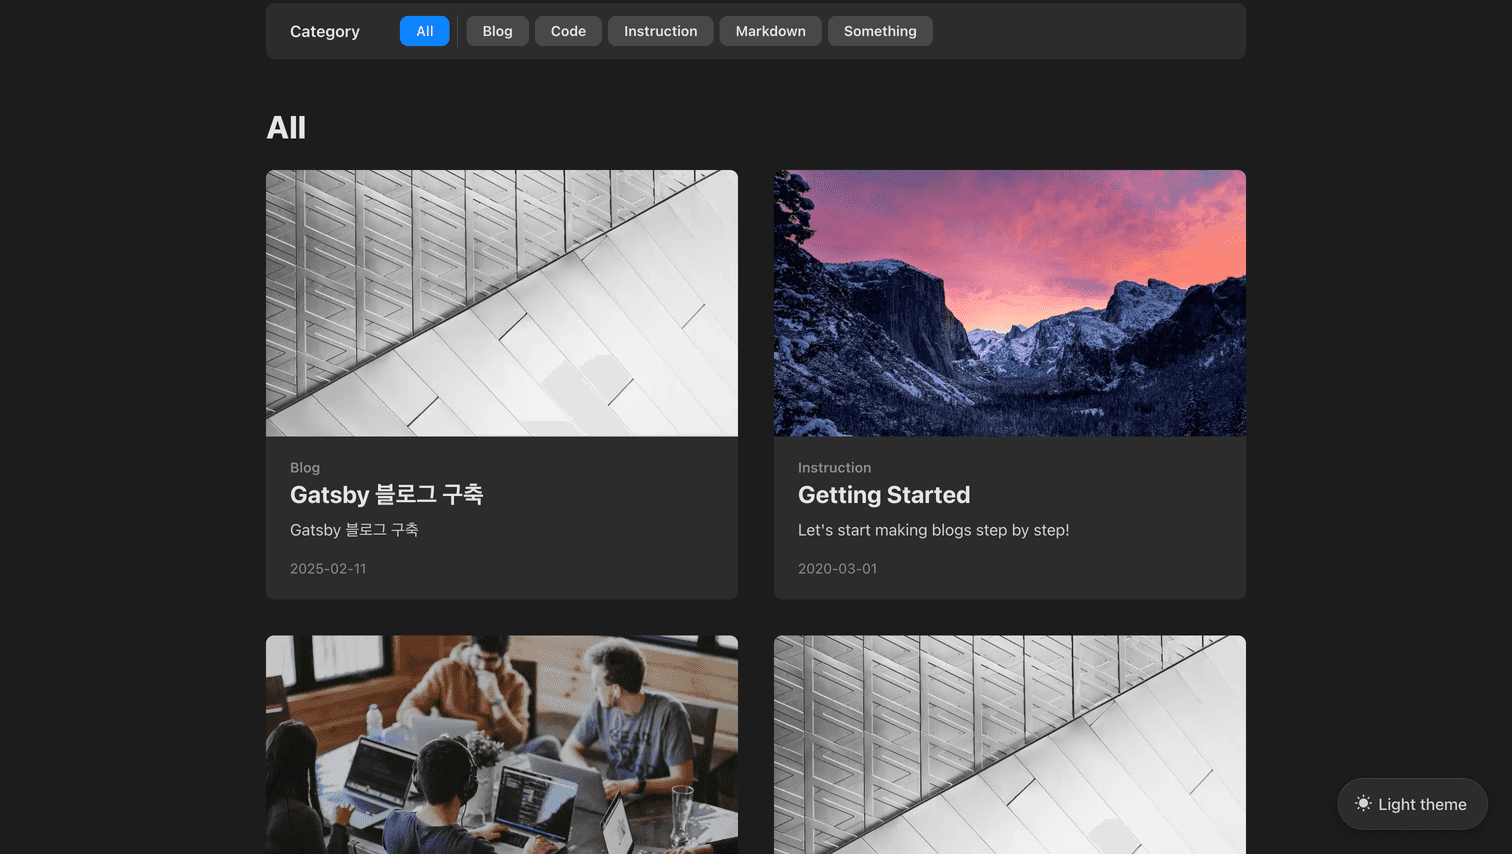 Category
All
Blog
Code
Instruction
Markdown
Something
All
Blog
Gatsby 블로그 구축
Gatsby 블로그 구축
2025-02-11
Instruction
Getting Started
Let's start making blogs step by step!
2020-03-01
Light theme